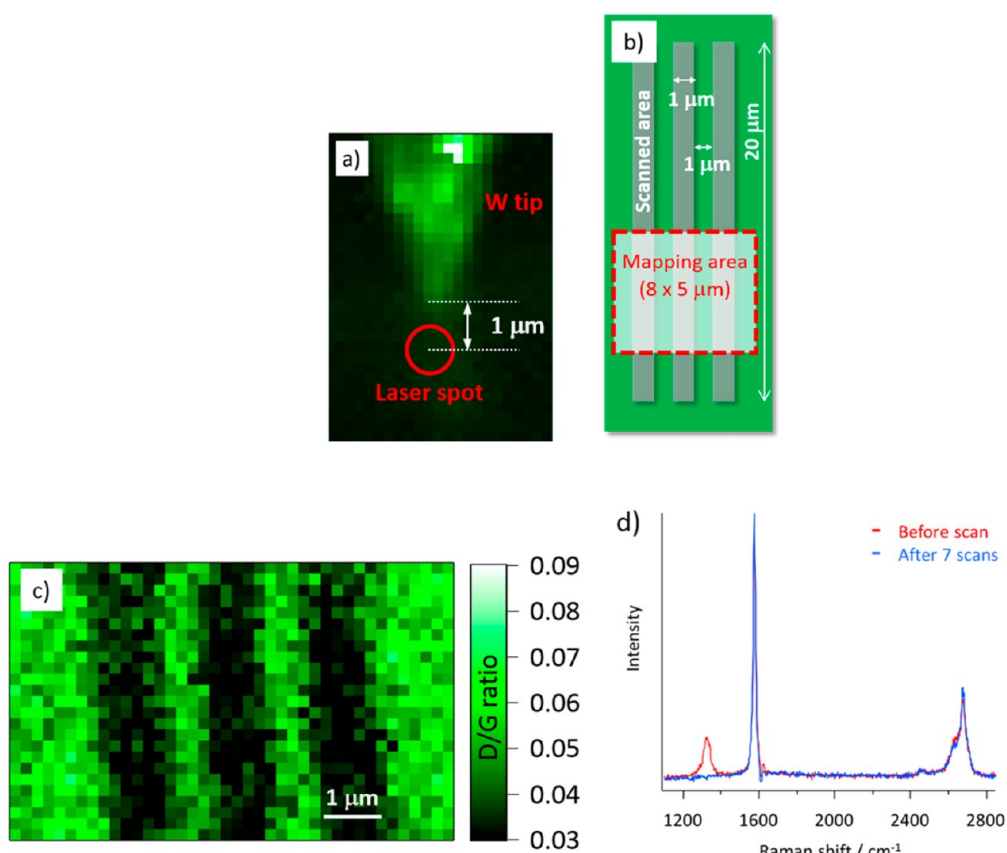 a)
W tip
1 μm
Laser spot
b)
Scanned area
1 μm
1 μm
20 μm
Mapping area
(8 x 5 μm)
c)
1 μm
D/G ratio
0.09
0.08
0.07
0.06
0.05
0.04
0.03
d)
Before scan
After 7 scans
Intensity
1200
1600
2000
2400
2800
Raman shift / cm⁻¹